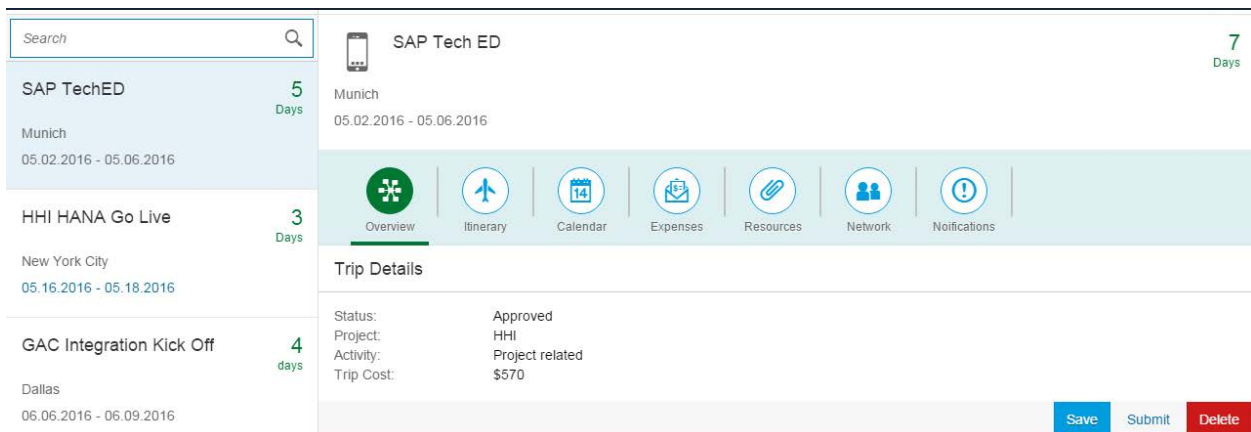 Search
SAP TechED
5
Days
Munich
05.02.2016 - 05.06.2016
HHI HANA Go Live
3
Days
New York City
05.16.2016 - 05.18.2016
GAC Integration Kick Off
4
days
Dallas
06.06.2016 - 06.09.2016
SAP Tech ED
7
Days
Munich
05.02.2016 - 05.06.2016
14
Overview Itinerary Calendar Expenses Resources Network Noifications
Trip Details
Status: Approved
Project: HHI
Activity: Project related
Trip Cost: $570
Save Submit Delete